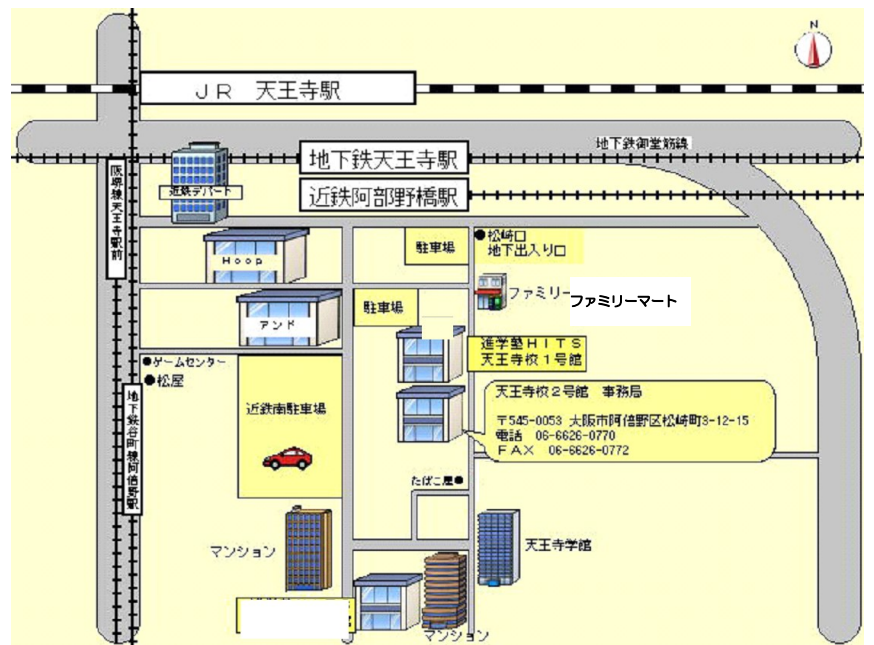 N
JR 天王寺駅
地下鉄御堂筋線
地下鉄天王寺駅
近鉄阿部野橋駅
阪堺線天王寺駅前
近鉄デパート
Hoop
駐車場
●松崎口
地下出入り口
ファミリー
ファミリーマート
アンド
駐車場
進学塾HITS
天王寺校1号館
●ゲームセンター
●松屋
地下鉄谷町線阿倍野駅
近鉄南駐車場
天王寺校2号館 事務局
〒545-0053 大阪市阿倍野区松崎町3-12-15
電話 06-6626-0770
FAX 06-6626-0772
たばこ屋●
マンション
天王寺学館
マンション